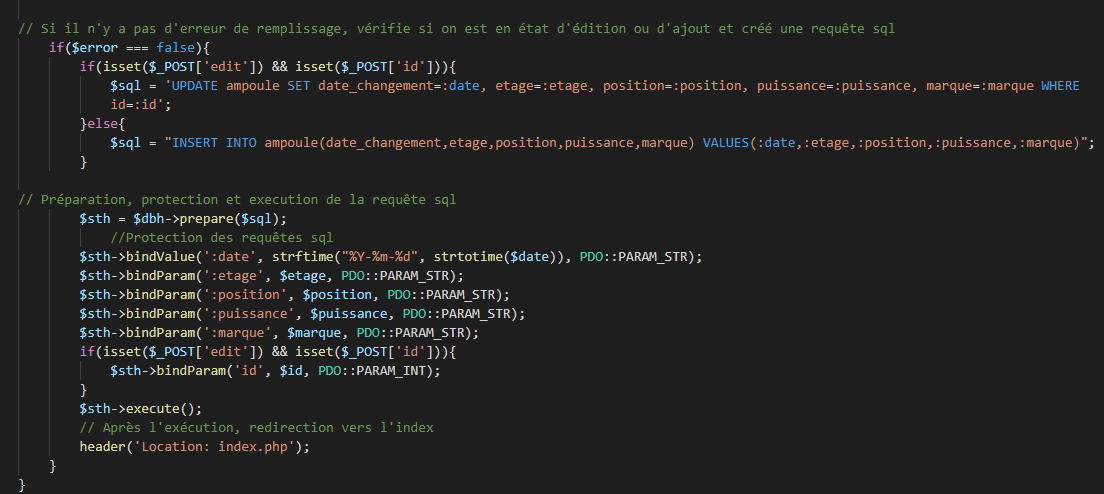 // Si il n'y a pas d'erreur de remplissage, vérifie si on est en état d'édition ou d'ajout et créé une requête sql
if($error === false){
if(isset($_POST['edit']) && isset($_POST['id'])){
$sql = 'UPDATE ampoule SET date_changement=:date, etage=:etage, position=:position, puissance=:puissance, marque=:marque WHERE
id=:id';
}else{
$sql = "INSERT INTO ampoule(date_changement,etage,position,puissance,marque) VALUES(:date,:etage,:position,:puissance,:marque)";
}
// Préparation, protection et execution de la requête sql
$sth = $dbh->prepare($sql);
//Protection des requêtes sql
$sth->bindValue(':date', strftime("%Y-%m-%d", strtotime($date)), PDO::PARAM_STR);
$sth->bindParam(':etage', $etage, PDO::PARAM_STR);
$sth->bindParam(':position', $position, PDO::PARAM_STR);
$sth->bindParam(':puissance', $puissance, PDO::PARAM_STR);
$sth->bindParam(':marque', $marque, PDO::PARAM_STR);
if(isset($_POST['edit']) && isset($_POST['id'])){
$sth->bindParam('id', $id, PDO::PARAM_INT);
}
$sth->execute();
// Après l'exécution, redirection vers l'index
header('Location: index.php');
}
}